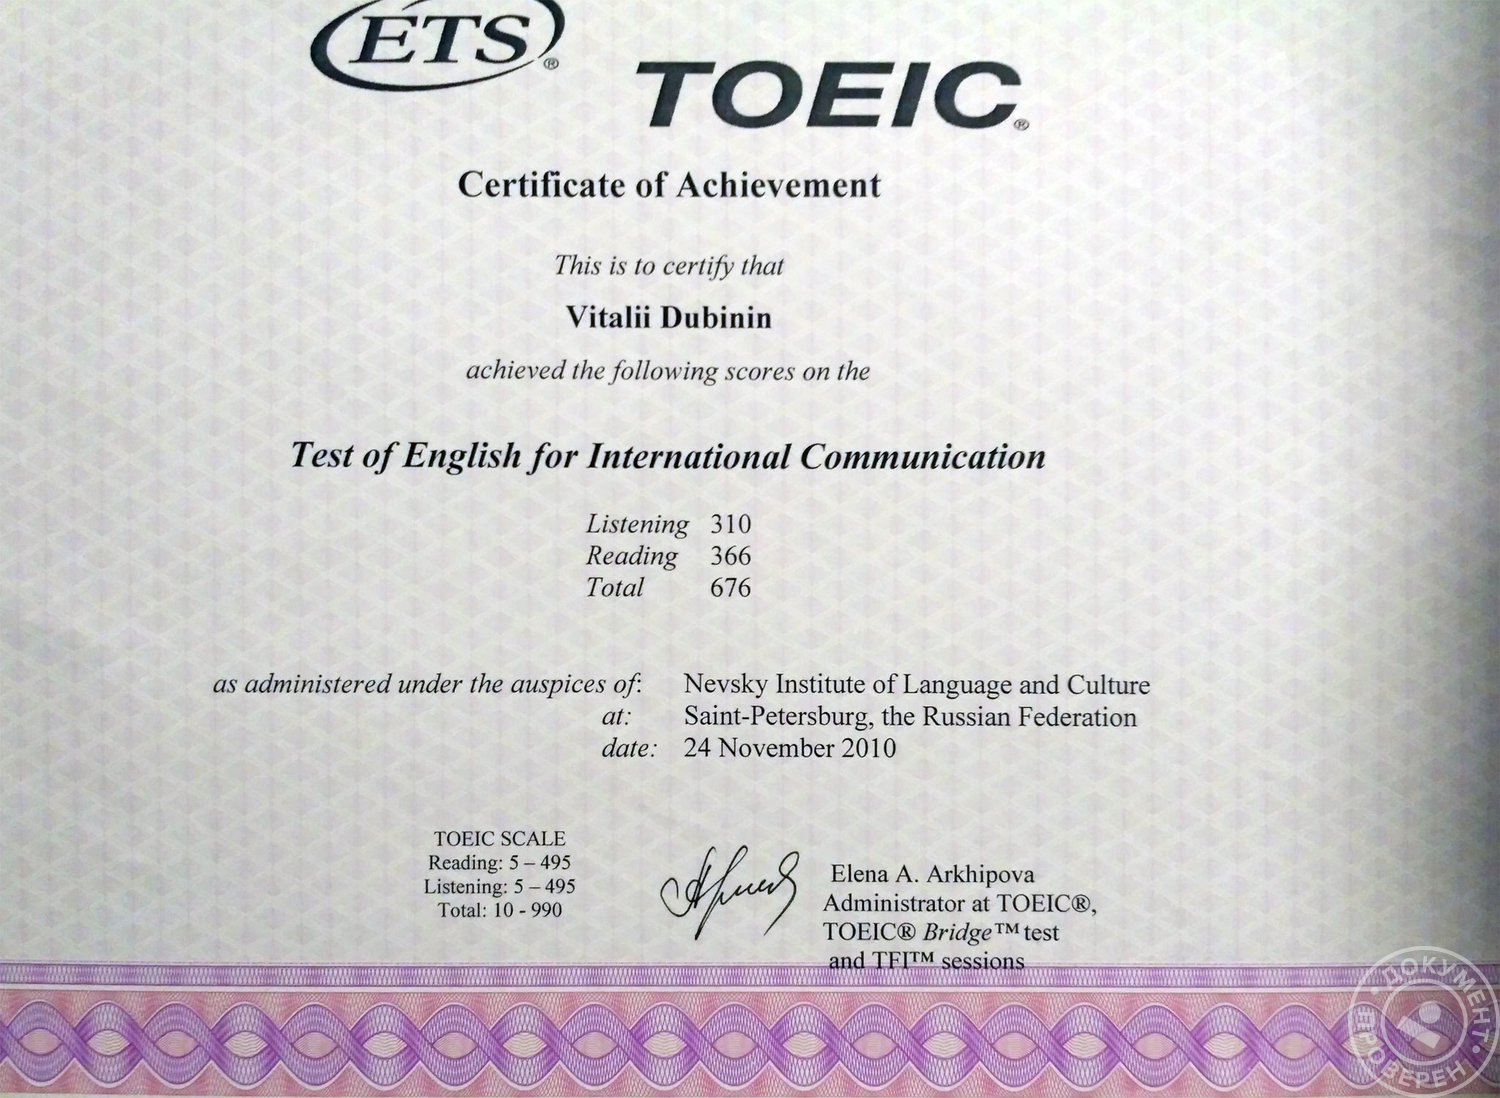 ETS®
TOEIC®
Certificate of Achievement
This is to certify that
Vitalii Dubinin
achieved the following scores on the
Test of English for International Communication
Listening 310
Reading 366
Total 676
as administered under the auspices of: Nevsky Institute of Language and Culture
at: Saint-Petersburg, the Russian Federation
date: 24 November 2010
TOEIC SCALE
Reading: 5 – 495
Listening: 5 – 495
Total: 10 - 990
Elena A. Arkhipova
Administrator at TOEIC®,
TOEIC® Bridge™ test
and TFI™ sessions
ДОКУМЕНТ
ПРОВЕРЕН